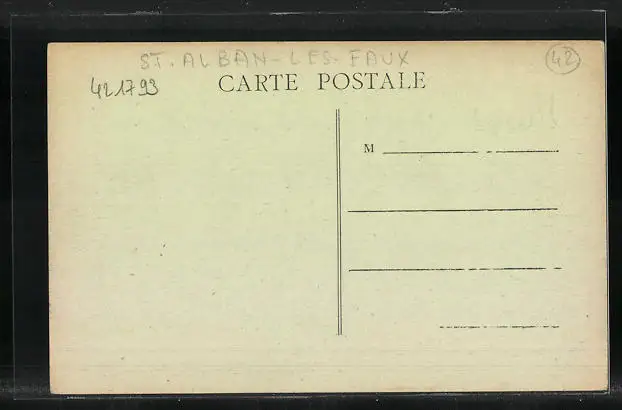 ST. ALBAN-LES-EAUX
42
421793
CARTE POSTALE
M